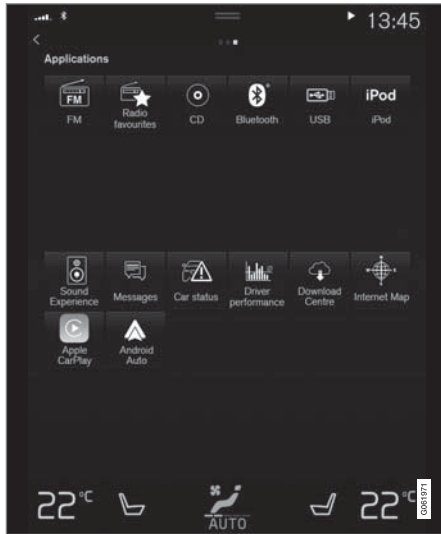 13:45
Applications
FM
FM
Radio
favourites
CD
Bluetooth
USB
iPod
iPod
Sound
Experience
Messages
Car status
Driver
performance
Download
Centre
Internet Map
Apple
CarPlay
Android
Auto
22°C
AUTO
22°C
G061971